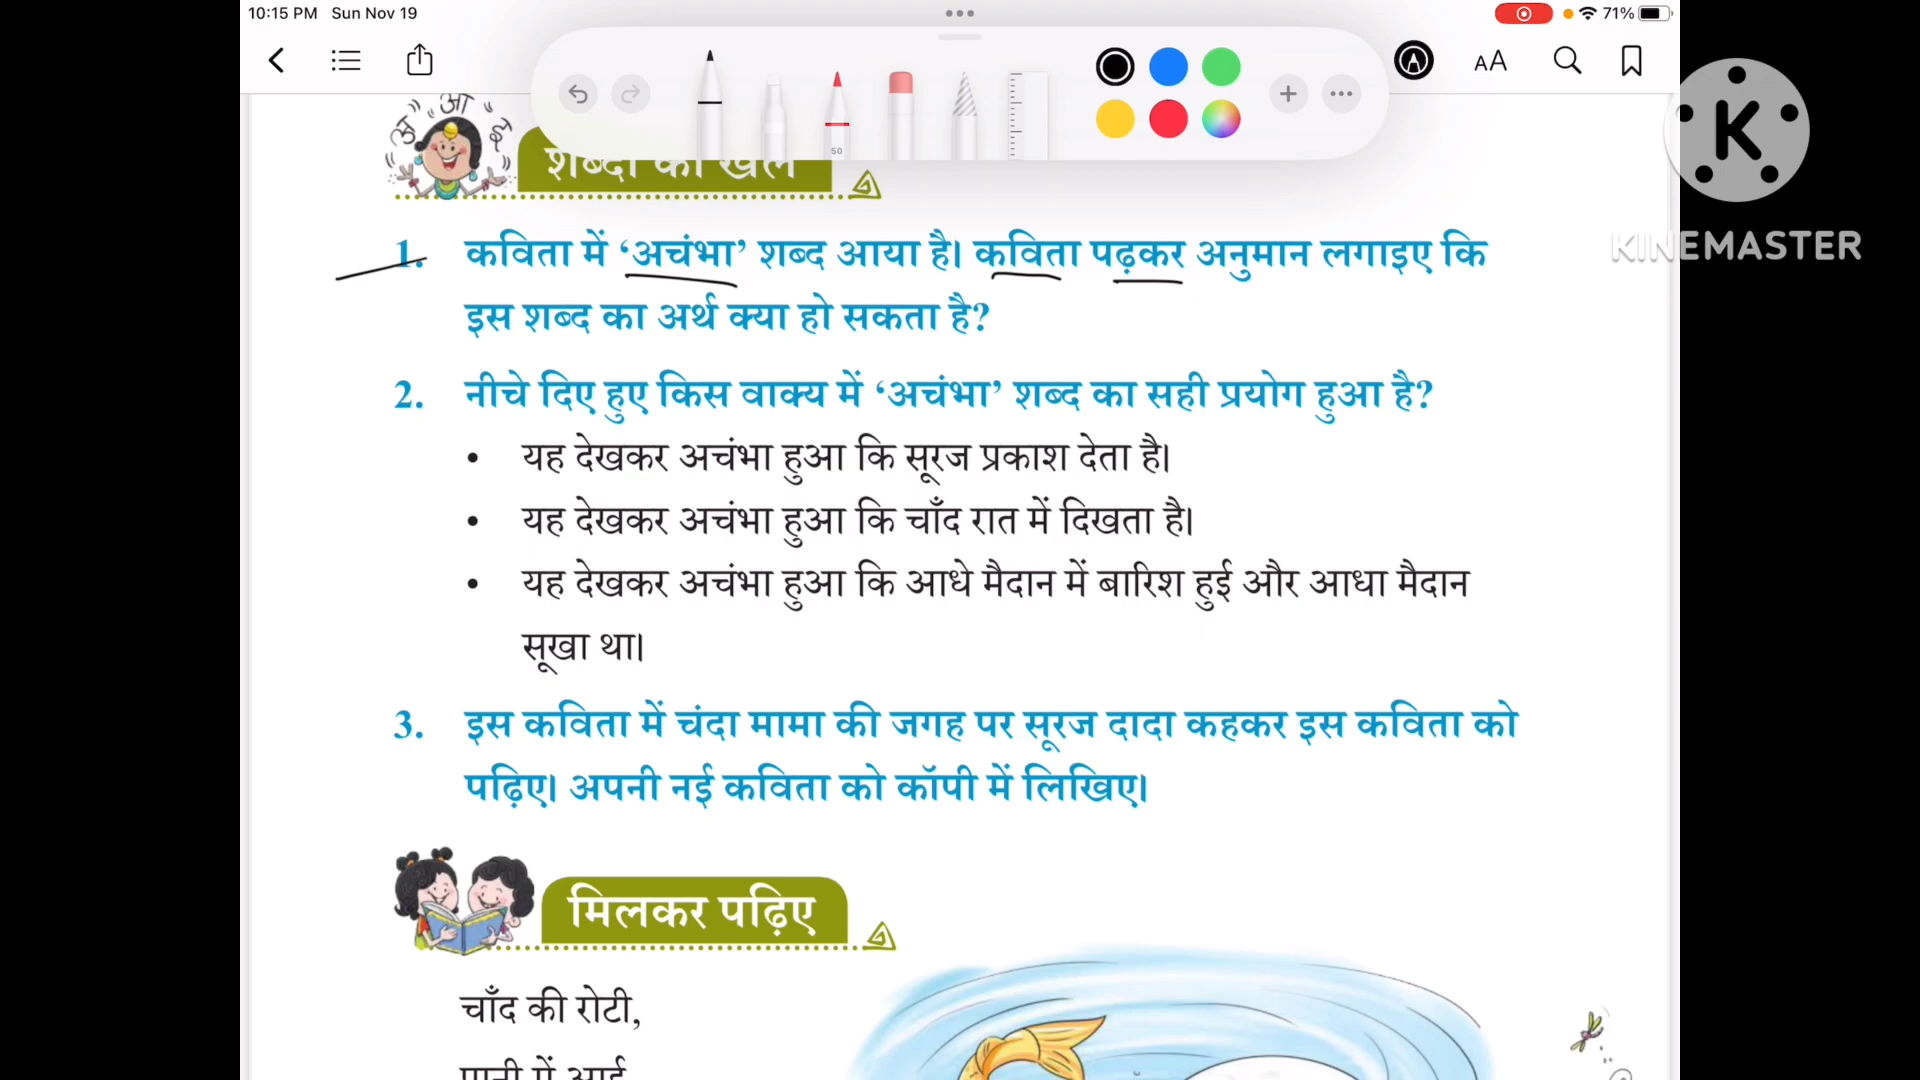 10:15 PM Sun Nov 19
71%
50
शब्दों का खेल
1. कविता में ‘अचंभा’ शब्द आया है। कविता पढ़कर अनुमान लगाइए कि
इस शब्द का अर्थ क्या हो सकता है?
2. नीचे दिए हुए किस वाक्य में ‘अचंभा’ शब्द का सही प्रयोग हुआ है?
• यह देखकर अचंभा हुआ कि सूरज प्रकाश देता है।
• यह देखकर अचंभा हुआ कि चाँद रात में दिखता है।
• यह देखकर अचंभा हुआ कि आधे मैदान में बारिश हुई और आधा मैदान
सूखा था।
3. इस कविता में चंदा मामा की जगह पर सूरज दादा कहकर इस कविता को
पढ़िए। अपनी नई कविता को कॉपी में लिखिए।
मिलकर पढ़िए
चाँद की रोटी,
पानी में आई
AA
K
KINEMASTER
अ आ इ